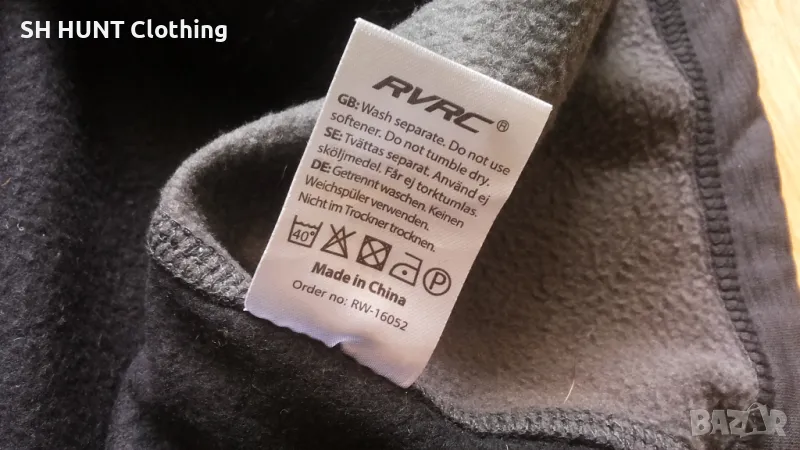 SH HUNT Clothing
RVRC®
GB: Wash separate. Do not use
softener. Do not tumble dry.
SE: Tvättas separat. Använd ej
sköljmedel. Får ej torktumlas.
DE: Getrennt waschen. Keinen
Weichspüler verwenden.
Nicht im Trockner trocknen.
40° P
Made in China
Order no: RW-16052
BAZAR